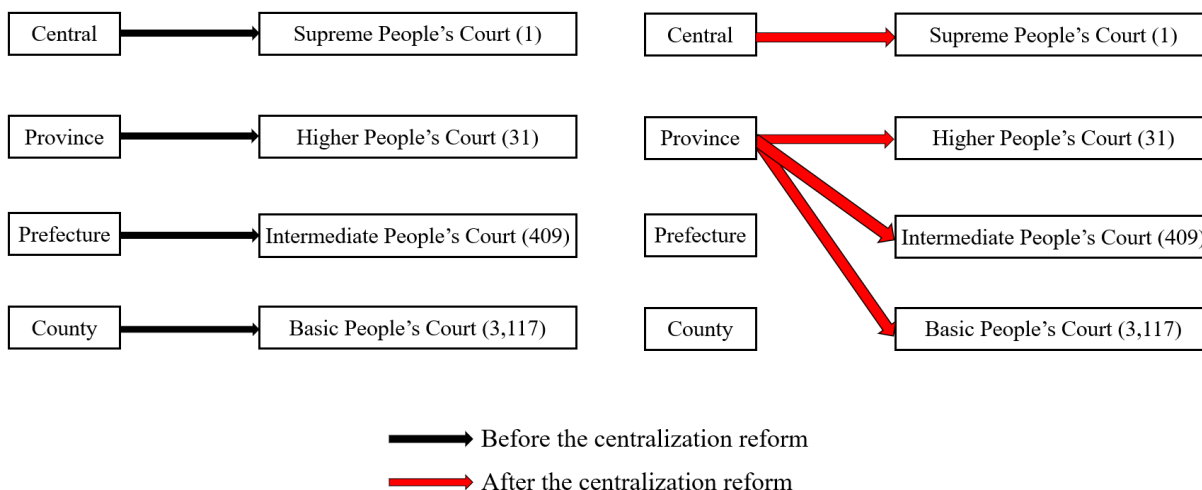 Central
Supreme People’s Court (1)
Province
Higher People’s Court (31)
Prefecture
Intermediate People’s Court (409)
County
Basic People’s Court (3,117)
Central
Supreme People’s Court (1)
Province
Higher People’s Court (31)
Prefecture
Intermediate People’s Court (409)
County
Basic People’s Court (3,117)
Before the centralization reform
After the centralization reform